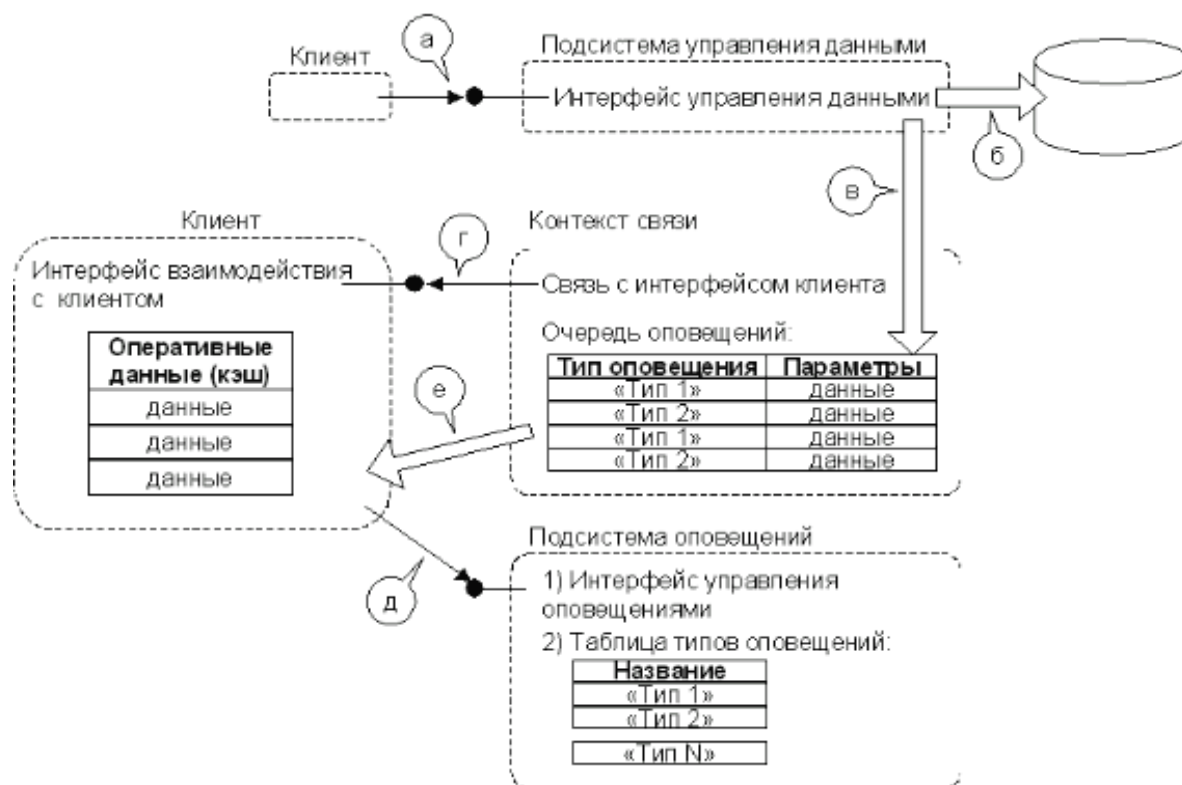 а
Подсистема управления данными
Клиент
Интерфейс управления данными
б
в
Клиент
Контекст связи
г
Интерфейс взаимодействия
с клиентом
Связь с интерфейсом клиента
Очередь оповещений:
Оперативные
данные (кэш)
данные
данные
данные
Тип оповещения Параметры
«Тип 1» данные
«Тип 2» данные
«Тип 1» данные
«Тип 2» данные
е
Подсистема оповещений
д
1) Интерфейс управления
оповещениями
2) Таблица типов оповещений:
Название
«Тип 1»
«Тип 2»
«Тип N»